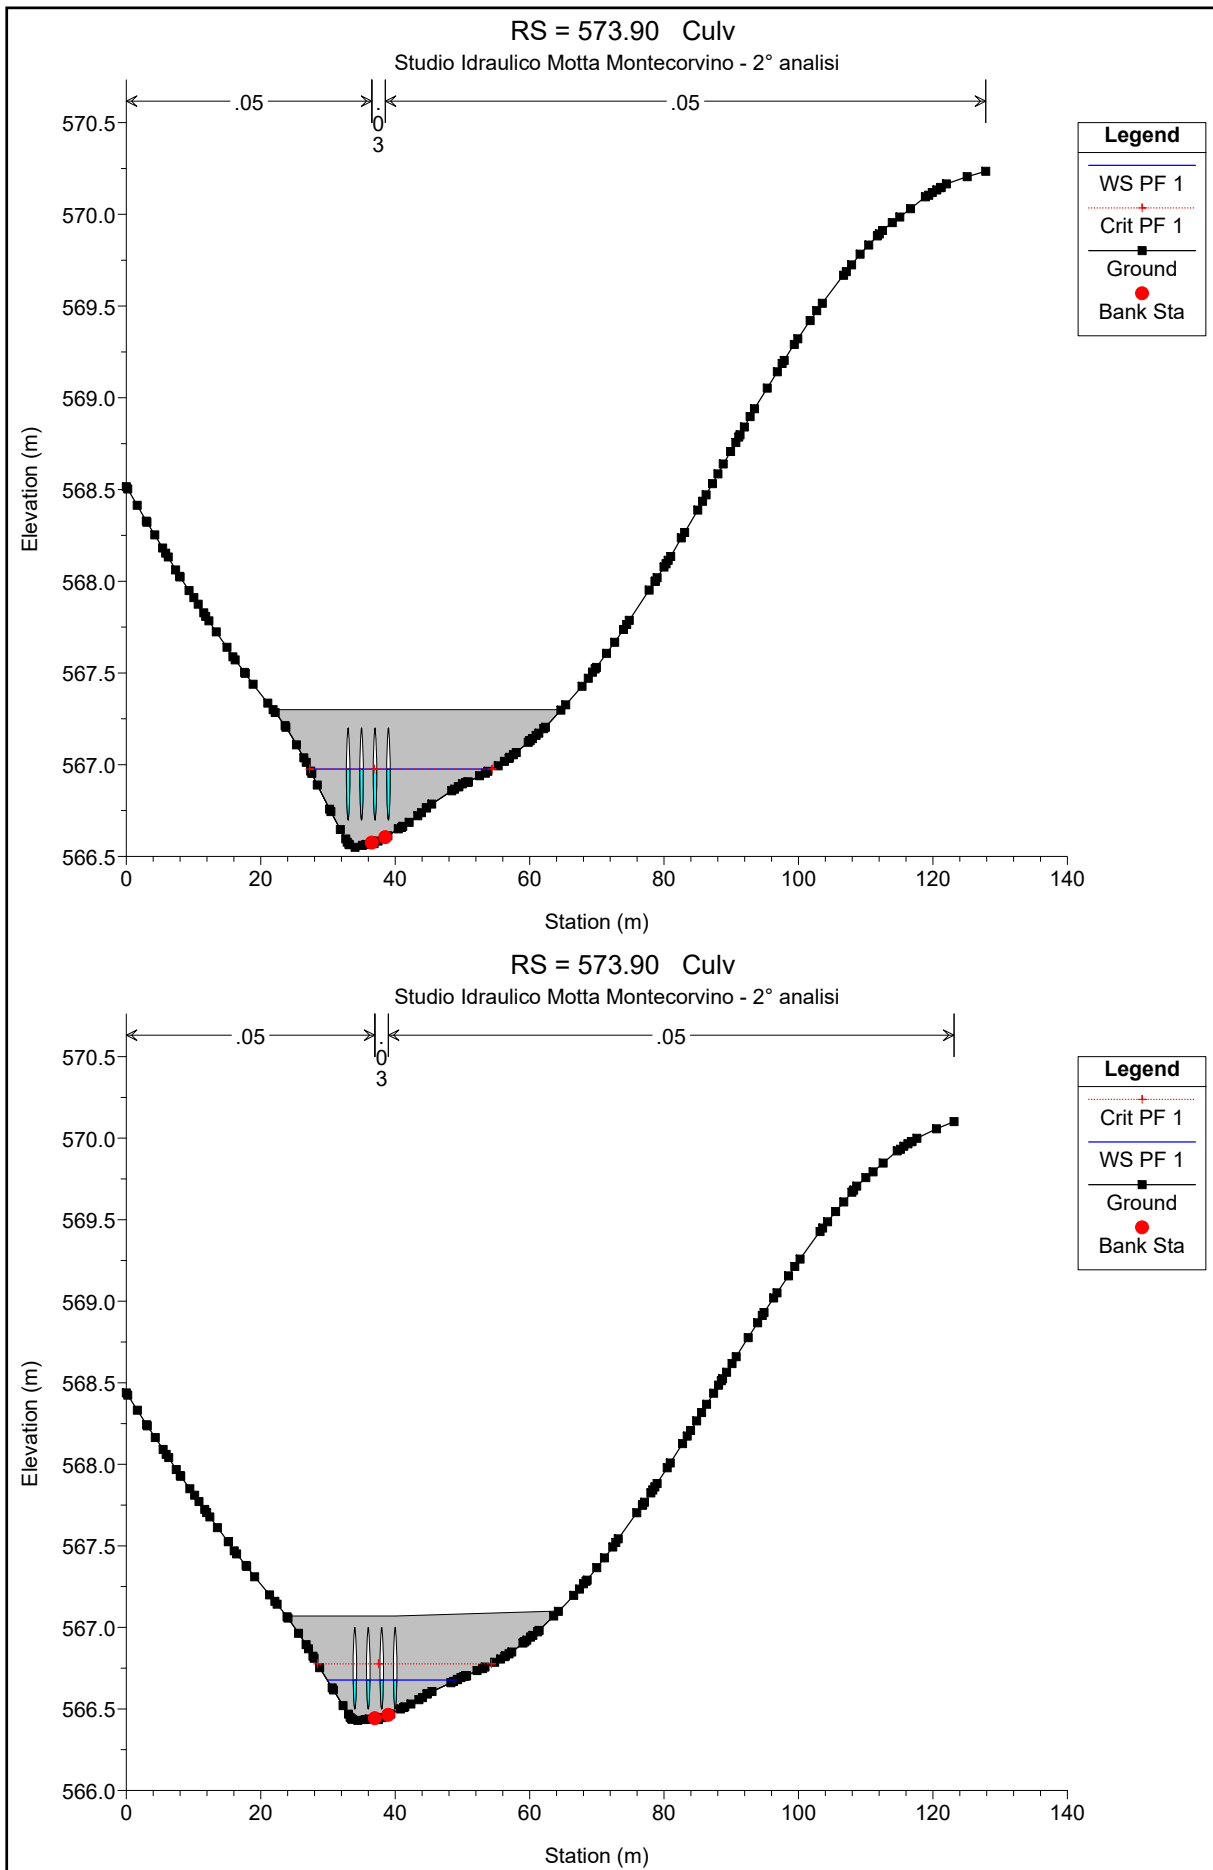 RS = 573.90 Culv
Studio Idraulico Motta Montecorvino - 2° analisi
.05
.03
.05
570.5
570.0
569.5
569.0
568.5
568.0
567.5
567.0
566.5
Elevation (m)
0 20 40 60 80 100 120 140
Station (m)
Legend
WS PF 1
Crit PF 1
Ground
Bank Sta
RS = 573.90 Culv
Studio Idraulico Motta Montecorvino - 2° analisi
.05
.03
.05
570.5
570.0
569.5
569.0
568.5
568.0
567.5
567.0
566.5
566.0
Elevation (m)
0 20 40 60 80 100 120 140
Station (m)
Legend
Crit PF 1
WS PF 1
Ground
Bank Sta